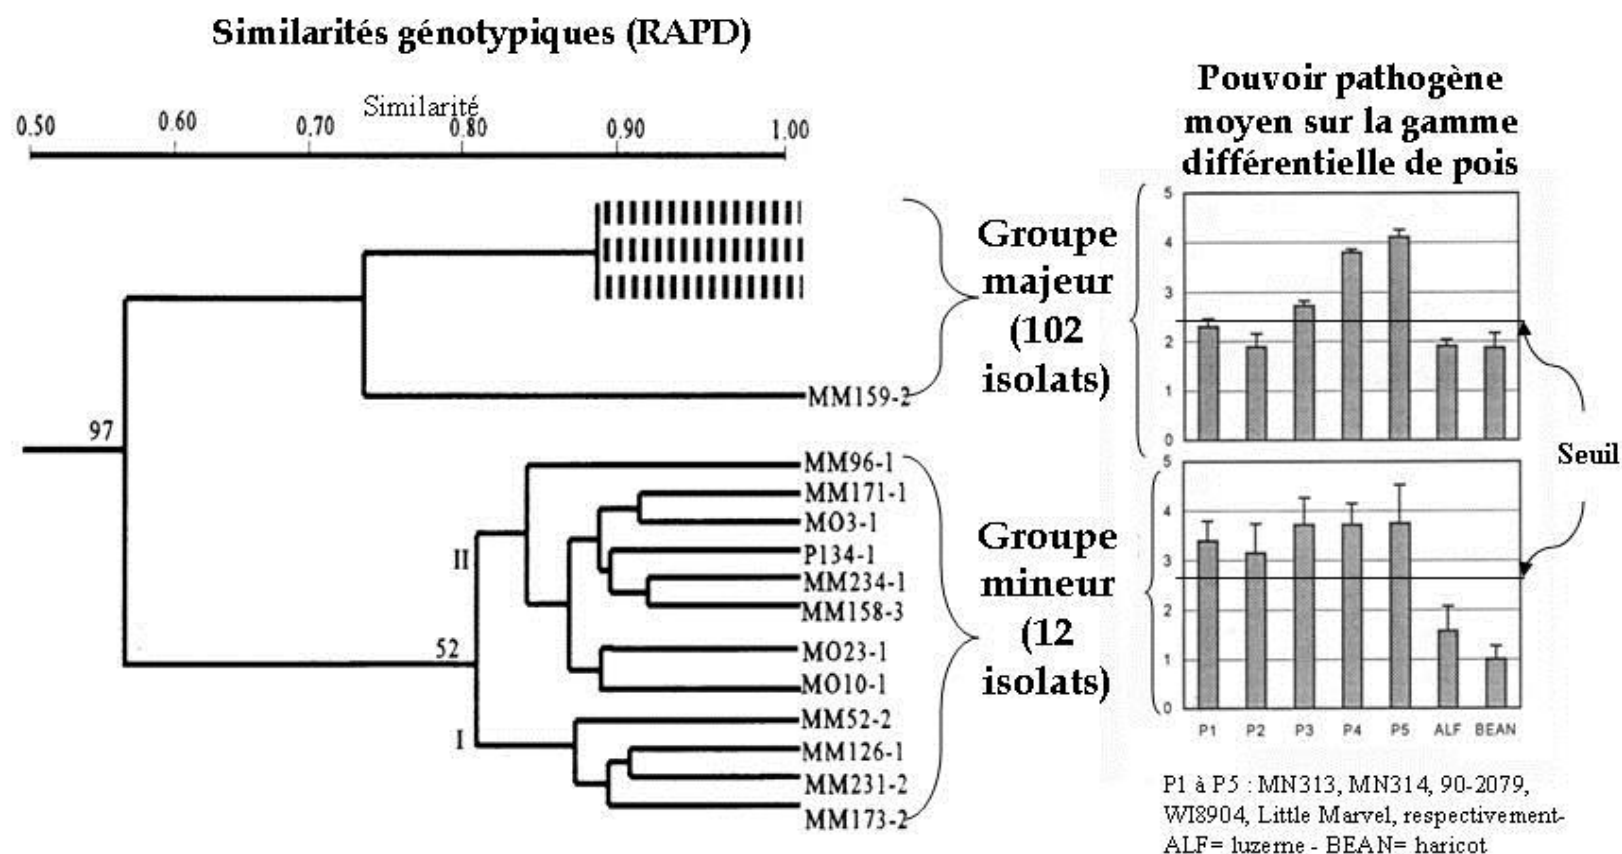 Similarités génotypiques (RAPD)
Similarité
0.50 0.60 0.70 0.80 0.90 1.00
97
MM159-2
MM96-1
MM171-1
MO3-1
P134-1
II
MM234-1
MM158-3
52
MO23-1
MO10-1
MM52-2
I
MM126-1
MM231-2
MM173-2
Groupe
majeur
(102
isolats)
Groupe
mineur
(12
isolats)
Pouvoir pathogène
moyen sur la gamme
différentielle de pois
5
4
3
2
1
0
Seuil
5
4
3
2
1
0
P1 P2 P3 P4 P5 ALF BEAN
P1 à P5 : MN313, MN314, 90-2079,
WI8904, Little Marvel, respectivement-
ALF= luzerne - BEAN= haricot